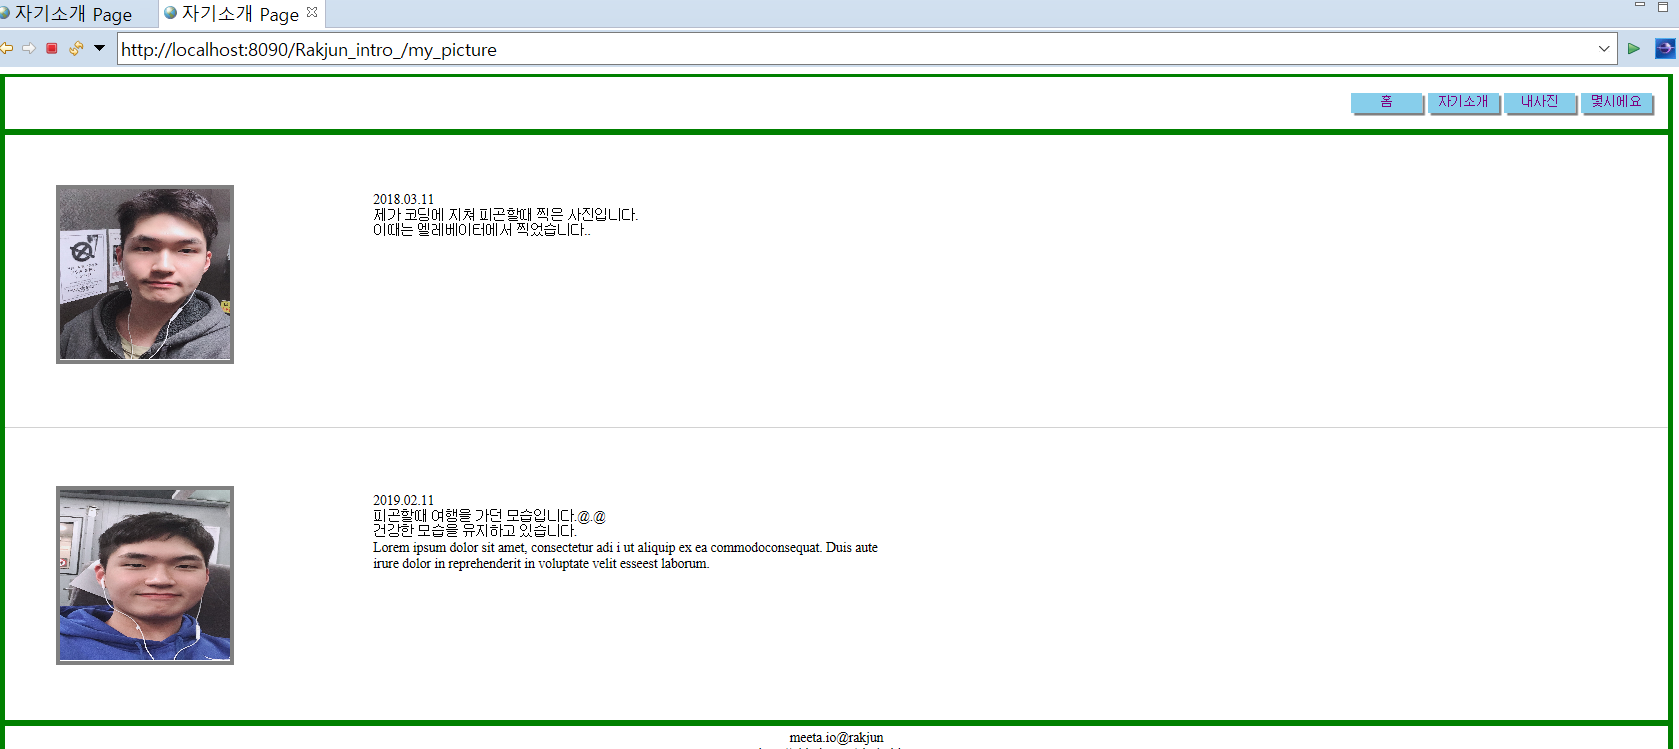 자기소개 Page
자기소개 Page
http://localhost:8090/Rakjun_intro_/my_picture
홈
자기소개
내사진
몇시에요
2018.03.11
제가 코딩에 지쳐 피곤할때 찍은 사진입니다.
이때는 엘레베이터에서 찍었습니다..
2019.02.11
피곤할때 여행을 가던 모습입니다.@.@
건강한 모습을 유지하고 있습니다.
Lorem ipsum dolor sit amet, consectetur adi i ut aliquip ex ea commodoconsequat. Duis aute
irure dolor in reprehenderit in voluptate velit esseest laborum.
meeta.io@rakjun